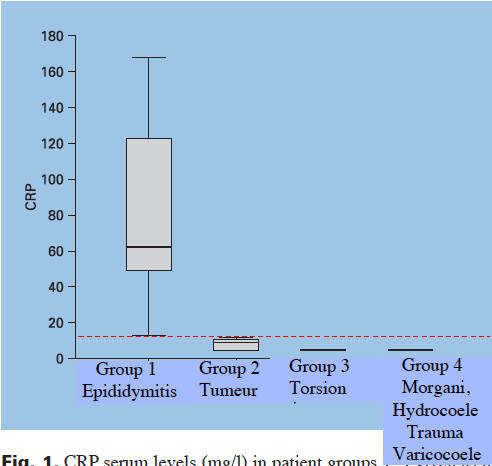 180
160
140
120
100
80
60
40
20
0
CRP
Group 1
Epididymitis
Group 2
Tumeur
Group 3
Torsion
Group 4
Morgani,
Hydrocoele
Trauma
Varicocoele
Fig. 1. CRP serum levels (mg/l) in patient groups